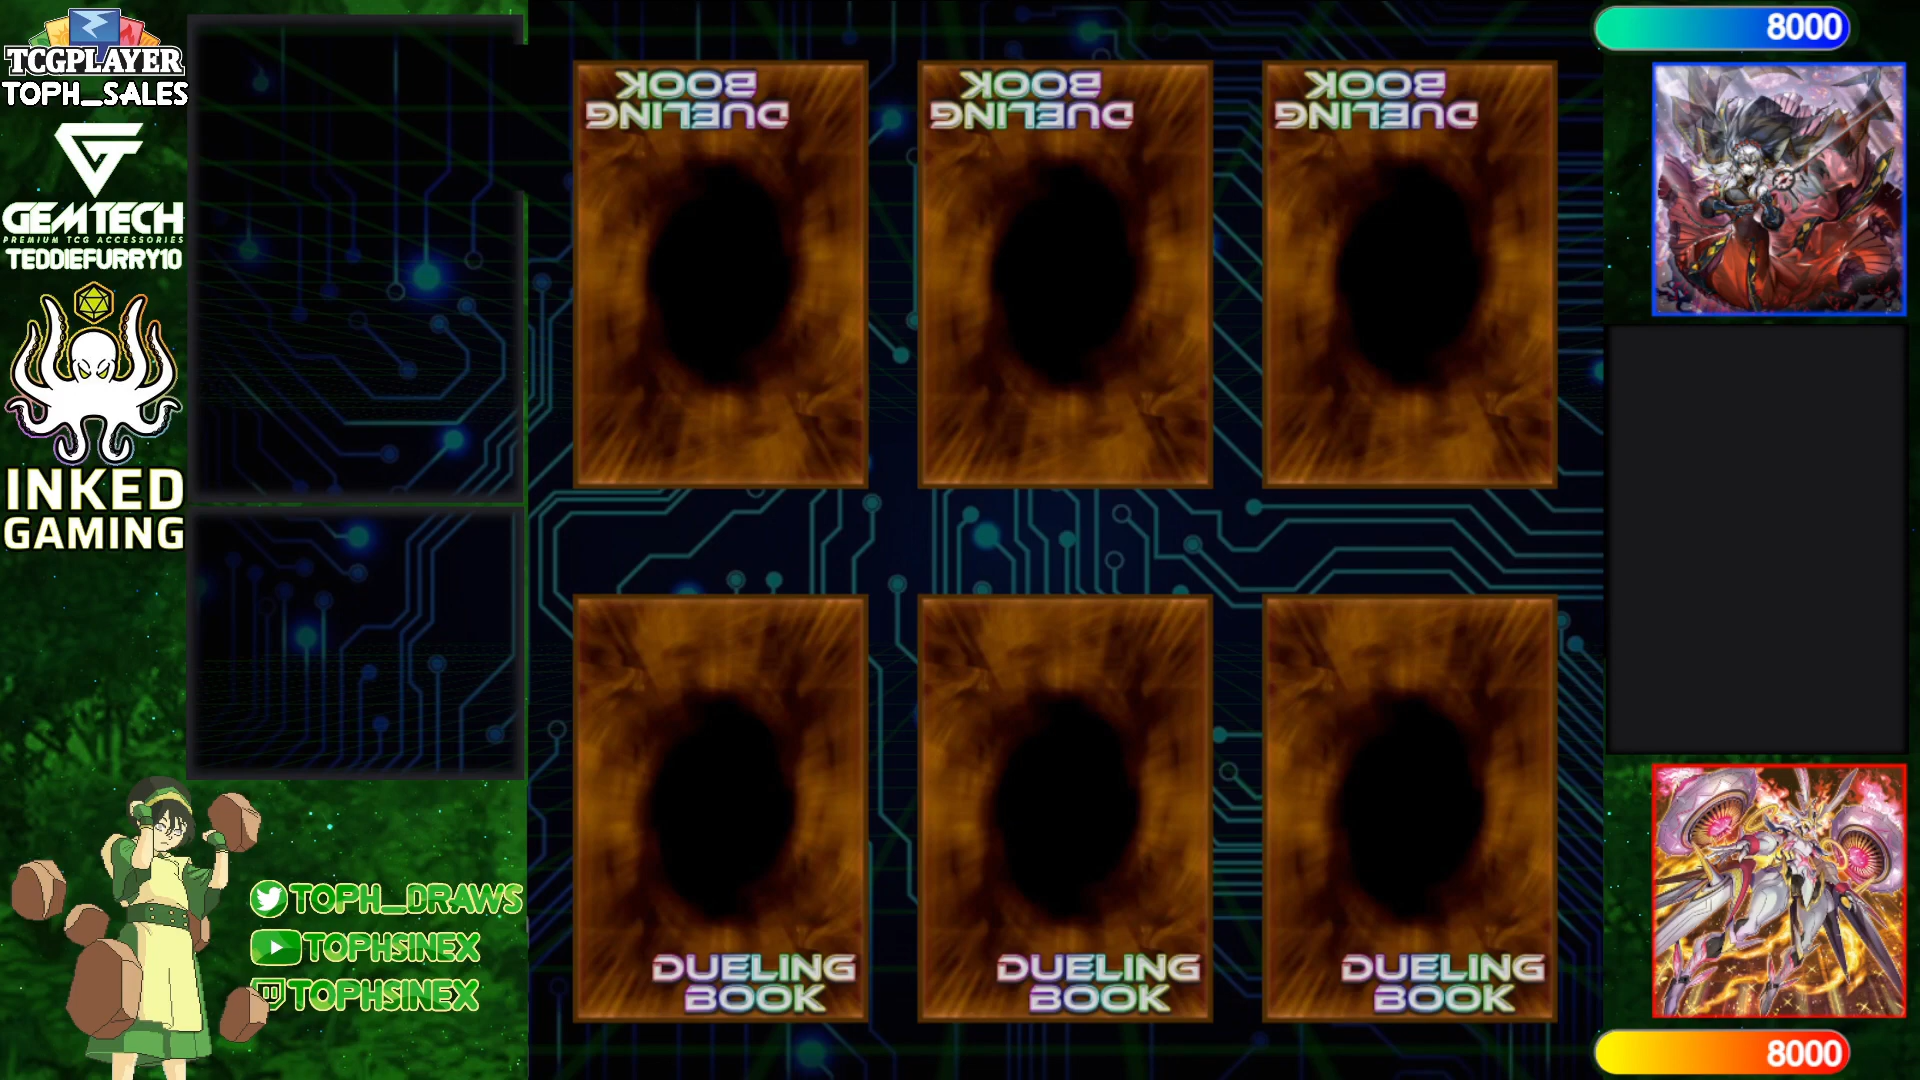 TCGPLAYER
TOPH_SALES
GEMTECH
PREMIUM TCG ACCESSORIES
TEDDIEFURRY10
INKED
GAMING
TOPH_DRAWS
TOPHSINEX
TOPHSINEX
DUELING
BOOK
DUELING
BOOK
DUELING
BOOK
DUELING
BOOK
DUELING
BOOK
DUELING
BOOK
8000
8000